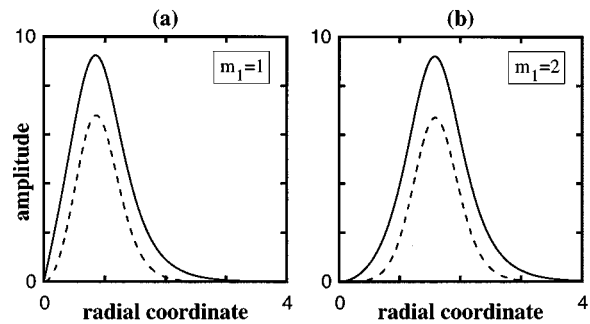 (a)
(b)
10
10
m1=1
m1=2
amplitude
0
0
0
4
0
4
radial coordinate
radial coordinate